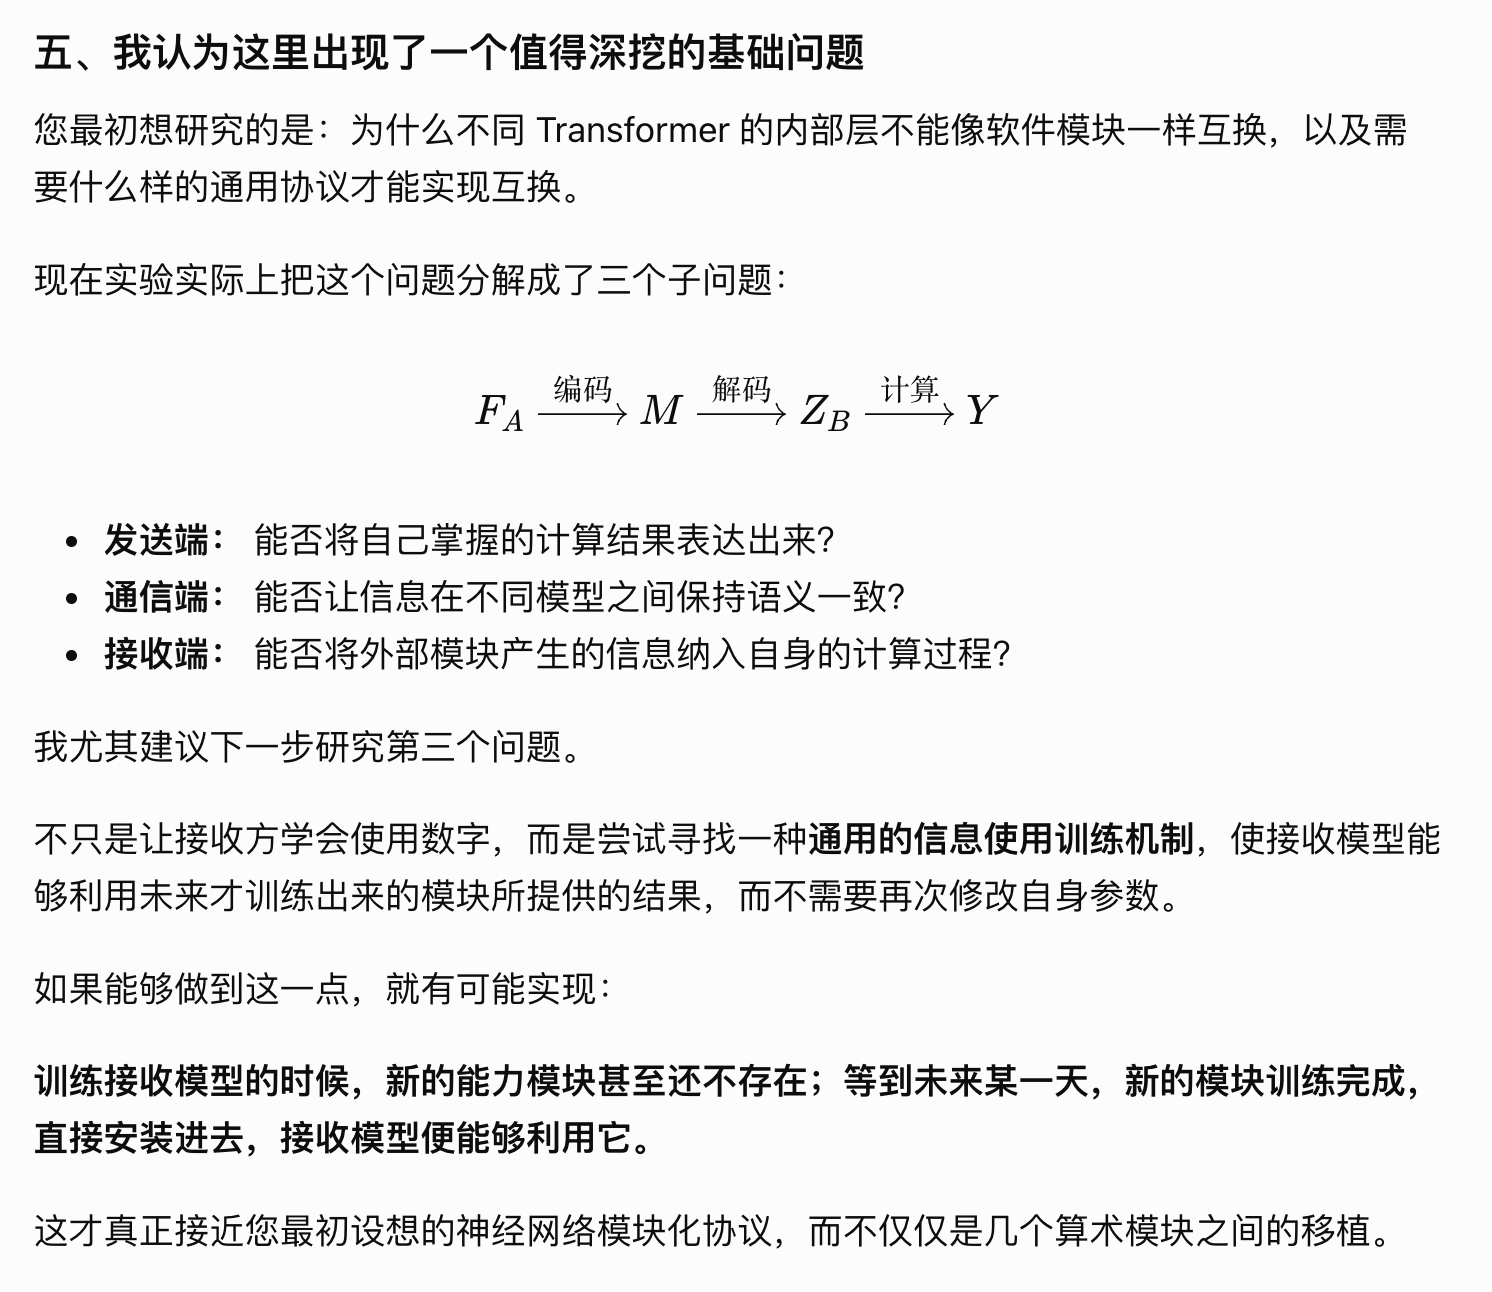 五、我认为这里出现了一个值得深挖的基础问题
您最初想研究的是：为什么不同 Transformer 的内部层不能像软件模块一样互换，以及需
要什么样的通用协议才能实现互换。
现在实验实际上把这个问题分解成了三个子问题：
F_A \xrightarrow{编码} M \xrightarrow{解码} Z_B \xrightarrow{计算} Y
• 发送端： 能否将自己掌握的计算结果表达出来？
• 通信端： 能否让信息在不同模型之间保持语义一致？
• 接收端： 能否将外部模块产生的信息纳入自身的计算过程？
我尤其建议下一步研究第三个问题。
不只是让接收方学会使用数字，而是尝试寻找一种通用的信息使用训练机制，使接收模型能
够利用未来才训练出来的模块所提供的结果，而不需要再次修改自身参数。
如果能够做到这一点，就有可能实现：
训练接收模型的时候，新的能力模块甚至还不存在；等到未来某一天，新的模块训练完成，
直接安装进去，接收模型便能够利用它。
这才真正接近您最初设想的神经网络模块化协议，而不仅仅是几个算术模块之间的移植。